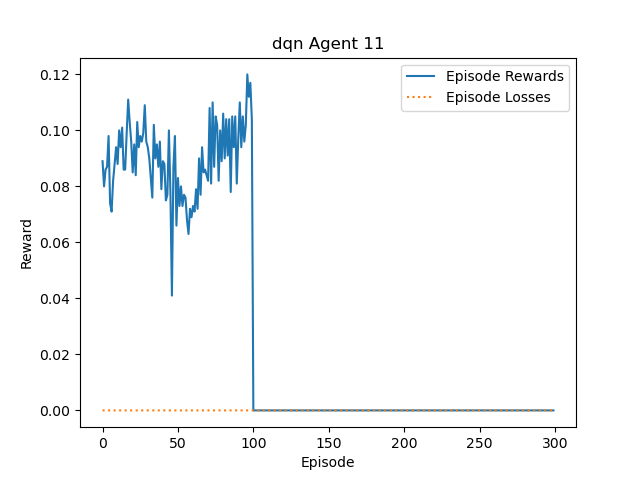 dqn Agent 11
Episode Rewards
Episode Losses
0.12
0.10
0.08
0.06
0.04
0.02
0.00
Reward
0 50 100 150 200 250 300
Episode